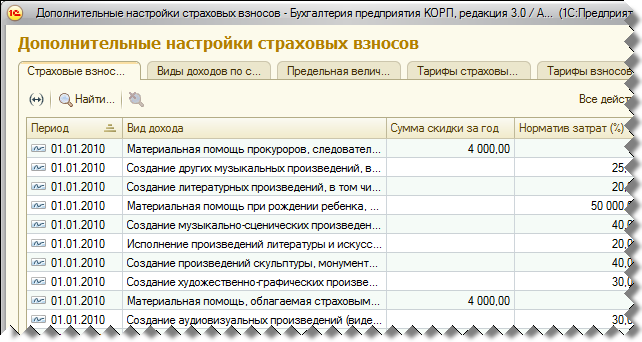 Дополнительные настройки страховых взносов - Бухгалтерия предприятия КОРП, редакция 3.0 / А... (1С:Предприят
Дополнительные настройки страховых взносов
Страховые взнос... Виды доходов по с... Предельная велич... Тарифы страховы... Тарифы взносов
Найти... Все дейст
Период Вид дохода Сумма скидки за год Норматив затрат (%)
01.01.2010 Материальная помощь прокуроров, следовател... 4 000,00
01.01.2010 Создание других музыкальных произведений, в... 25,
01.01.2010 Создание литературных произведений, в том чи... 20,
01.01.2010 Материальная помощь при рождении ребенка, ... 50 000,
01.01.2010 Создание музыкально-сценических произведен... 40,
01.01.2010 Исполнение произведений литературы и искусс... 20,0
01.01.2010 Создание произведений скульптуры, монумент... 40,
01.01.2010 Создание художественно-графических произве... 30,
01.01.2010 Материальная помощь, облагаемая страховым... 4 000,00
01.01.2010 Создание аудиовизуальных произведений (виде... 30,0